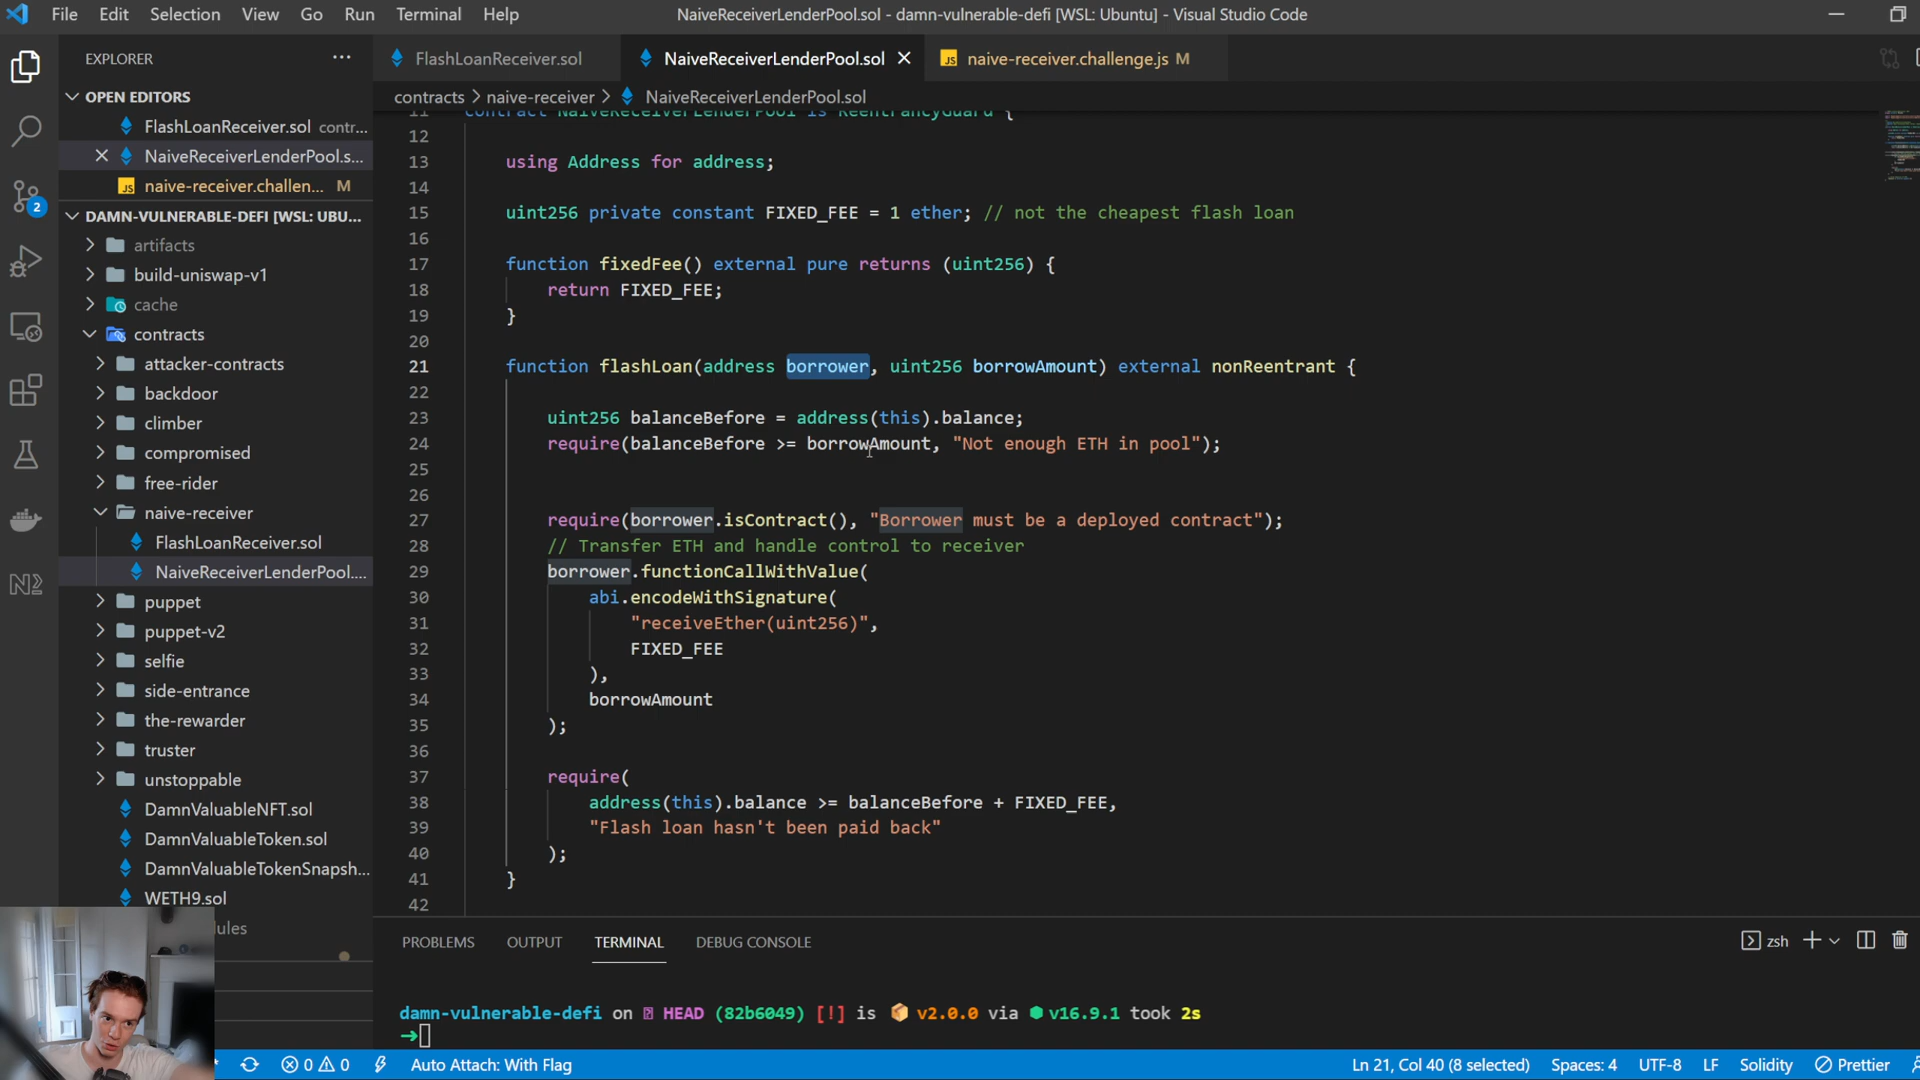 File Edit Selection View Go Run Terminal Help
NaiveReceiverLenderPool.sol - damn-vulnerable-defi [WSL: Ubuntu] - Visual Studio Code
EXPLORER ...
FlashLoanReceiver.sol
NaiveReceiverLenderPool.sol
JS naive-receiver.challenge.js M
OPEN EDITORS
FlashLoanReceiver.sol contr...
NaiveReceiverLenderPool.s...
JS naive-receiver.challen... M
2
DAMN-VULNERABLE-DEFI [WSL: UBU...
artifacts
build-uniswap-v1
cache
contracts
attacker-contracts
backdoor
climber
compromised
free-rider
naive-receiver
FlashLoanReceiver.sol
NaiveReceiverLenderPool....
puppet
puppet-v2
selfie
side-entrance
the-rewarder
truster
unstoppable
DamnValuableNFT.sol
DamnValuableToken.sol
DamnValuableTokenSnapsh...
WETH9.sol
ules
contracts > naive-receiver > NaiveReceiverLenderPool.sol
11 contract NaiveReceiverLenderPool is ReentrancyGuard {
12
13 using Address for address;
14
15 uint256 private constant FIXED_FEE = 1 ether; // not the cheapest flash loan
16
17 function fixedFee() external pure returns (uint256) {
18 return FIXED_FEE;
19 }
20
21 function flashLoan(address borrower, uint256 borrowAmount) external nonReentrant {
22
23 uint256 balanceBefore = address(this).balance;
24 require(balanceBefore >= borrowAmount, "Not enough ETH in pool");
25
26
27 require(borrower.isContract(), "Borrower must be a deployed contract");
28 // Transfer ETH and handle control to receiver
29 borrower.functionCallWithValue(
30 abi.encodeWithSignature(
31 "receiveEther(uint256)",
32 FIXED_FEE
33 ),
34 borrowAmount
35 );
36
37 require(
38 address(this).balance >= balanceBefore + FIXED_FEE,
39 "Flash loan hasn't been paid back"
40 );
41 }
42
PROBLEMS OUTPUT TERMINAL DEBUG CONSOLE
zsh
damn-vulnerable-defi on HEAD (82b6049) [!] is v2.0.0 via v16.9.1 took 2s
➜
0 0 Auto Attach: With Flag
Ln 21, Col 40 (8 selected) Spaces: 4 UTF-8 LF Solidity Prettier